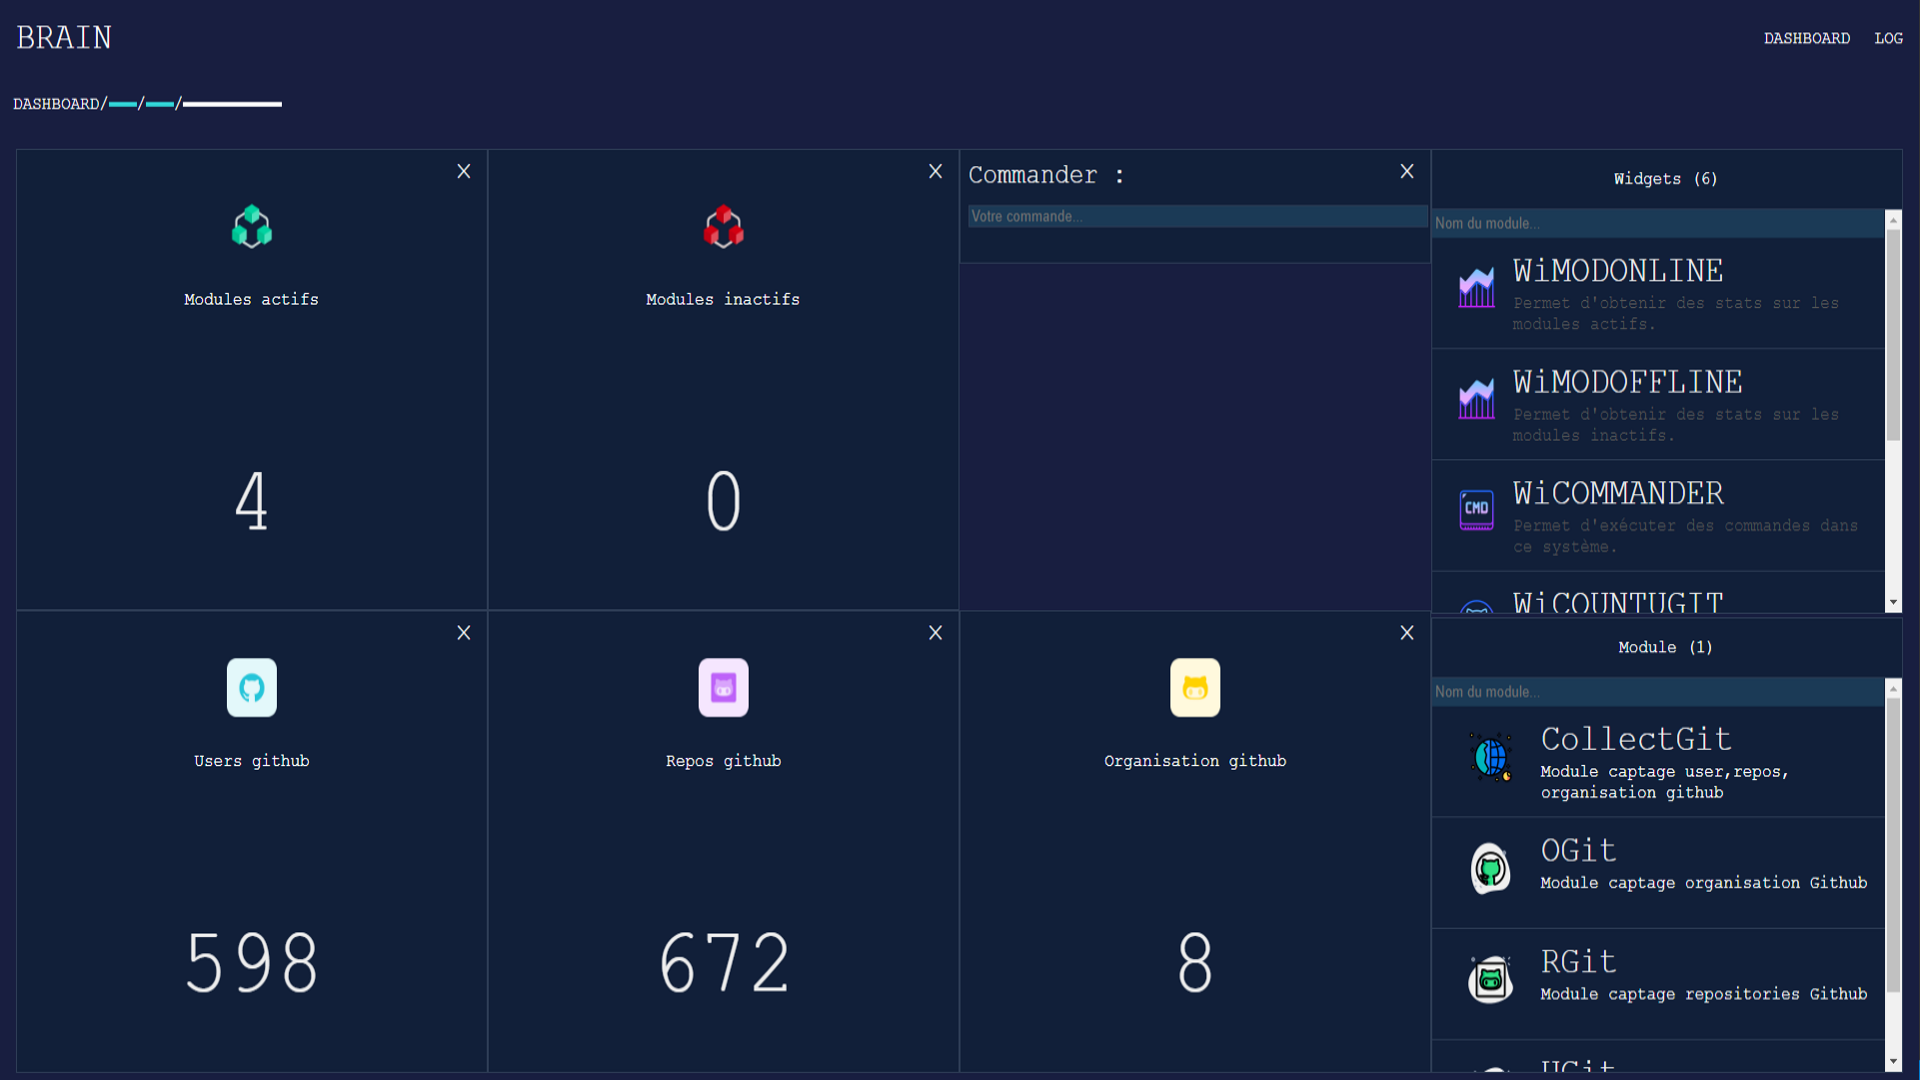 BRAIN
DASHBOARD LOG
DASHBOARD/ / /
X
Modules actifs
4
X
Modules inactifs
0
Commander :
X
Votre commande...
X
Users github
598
X
Repos github
672
X
Organisation github
8
Widgets (6)
Nom du module...
WiMODONLINE
Permet d'obtenir des stats sur les
modules actifs.
WiMODOFFLINE
Permet d'obtenir des stats sur les
modules inactifs.
CMD
WiCOMMANDER
Permet d'exécuter des commandes dans
ce système.
WiCOUNTUGIT
Module (1)
Nom du module...
CollectGit
Module captage user,repos,
organisation github
OGit
Module captage organisation Github
RGit
Module captage repositories Github
UGit